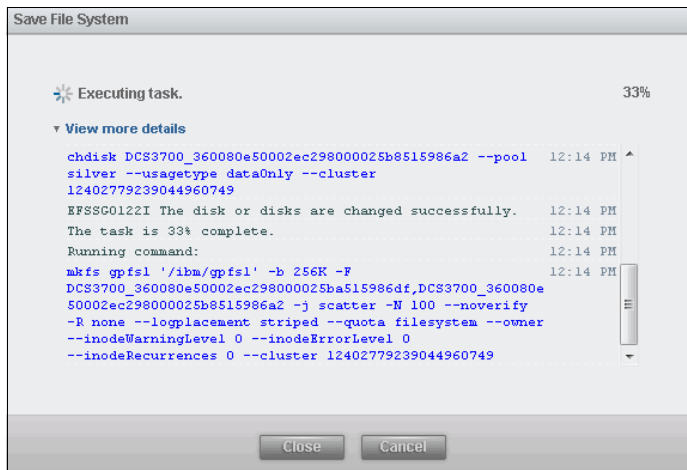 Save File System
Executing task.
33%
View more details
chdisk DCS3700_360080e50002ec298000025b8515986a2 --pool 12:14 PM
silver --usagetype dataOnly --cluster
12402779239044960749
EFSSG0122I The disk or disks are changed successfully. 12:14 PM
The task is 33% complete. 12:14 PM
Running command: 12:14 PM
mkfs gpfs1 '/ibm/gpfs1' -b 256K -F 12:14 PM
DCS3700_360080e50002ec298000025ba515986df,DCS3700_360080e
50002ec298000025b8515986a2 -j scatter -N 100 --noverify
-R none --logplacement striped --quota filesystem --owner
--inodeWarningLevel 0 --inodeErrorLevel 0
--inodeRecurrences 0 --cluster 12402779239044960749
Close
Cancel